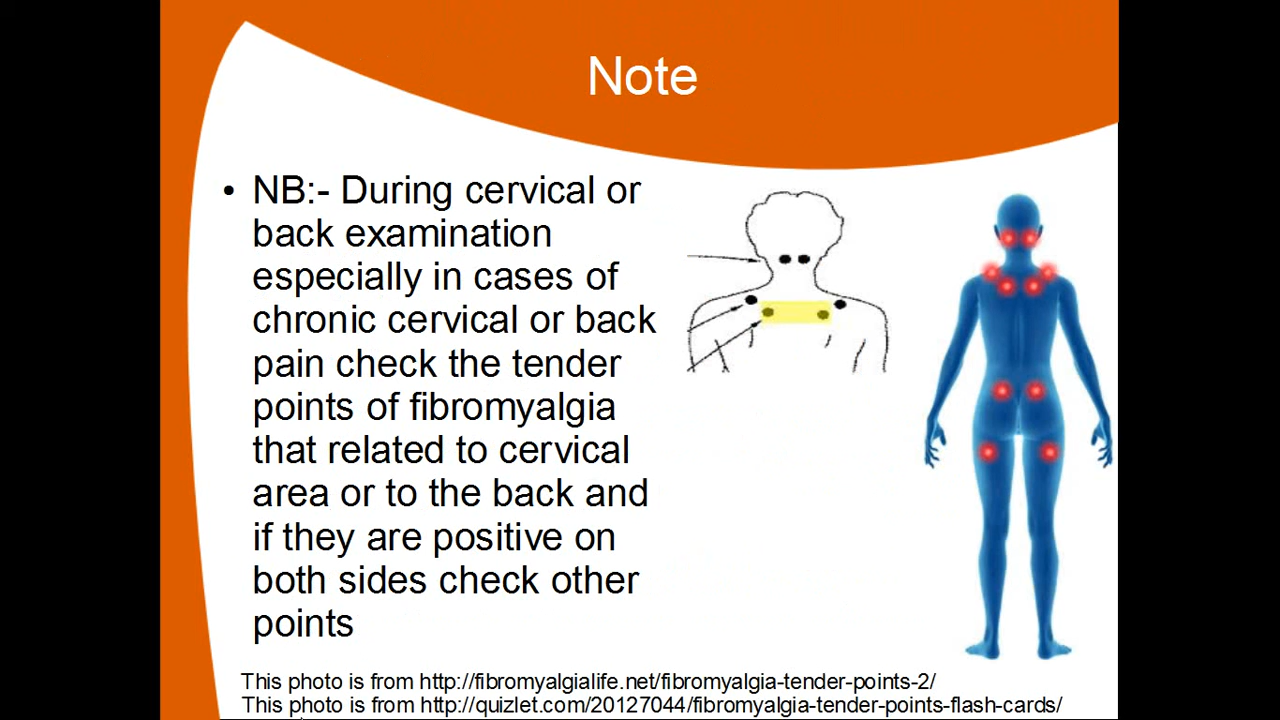 Note
• NB:- During cervical or
back examination
especially in cases of
chronic cervical or back
pain check the tender
points of fibromyalgia
that related to cervical
area or to the back and
if they are positive on
both sides check other
points
This photo is from http://fibromyalgialife.net/fibromyalgia-tender-points-2/
This photo is from http://quizlet.com/20127044/fibromyalgia-tender-points-flash-cards/